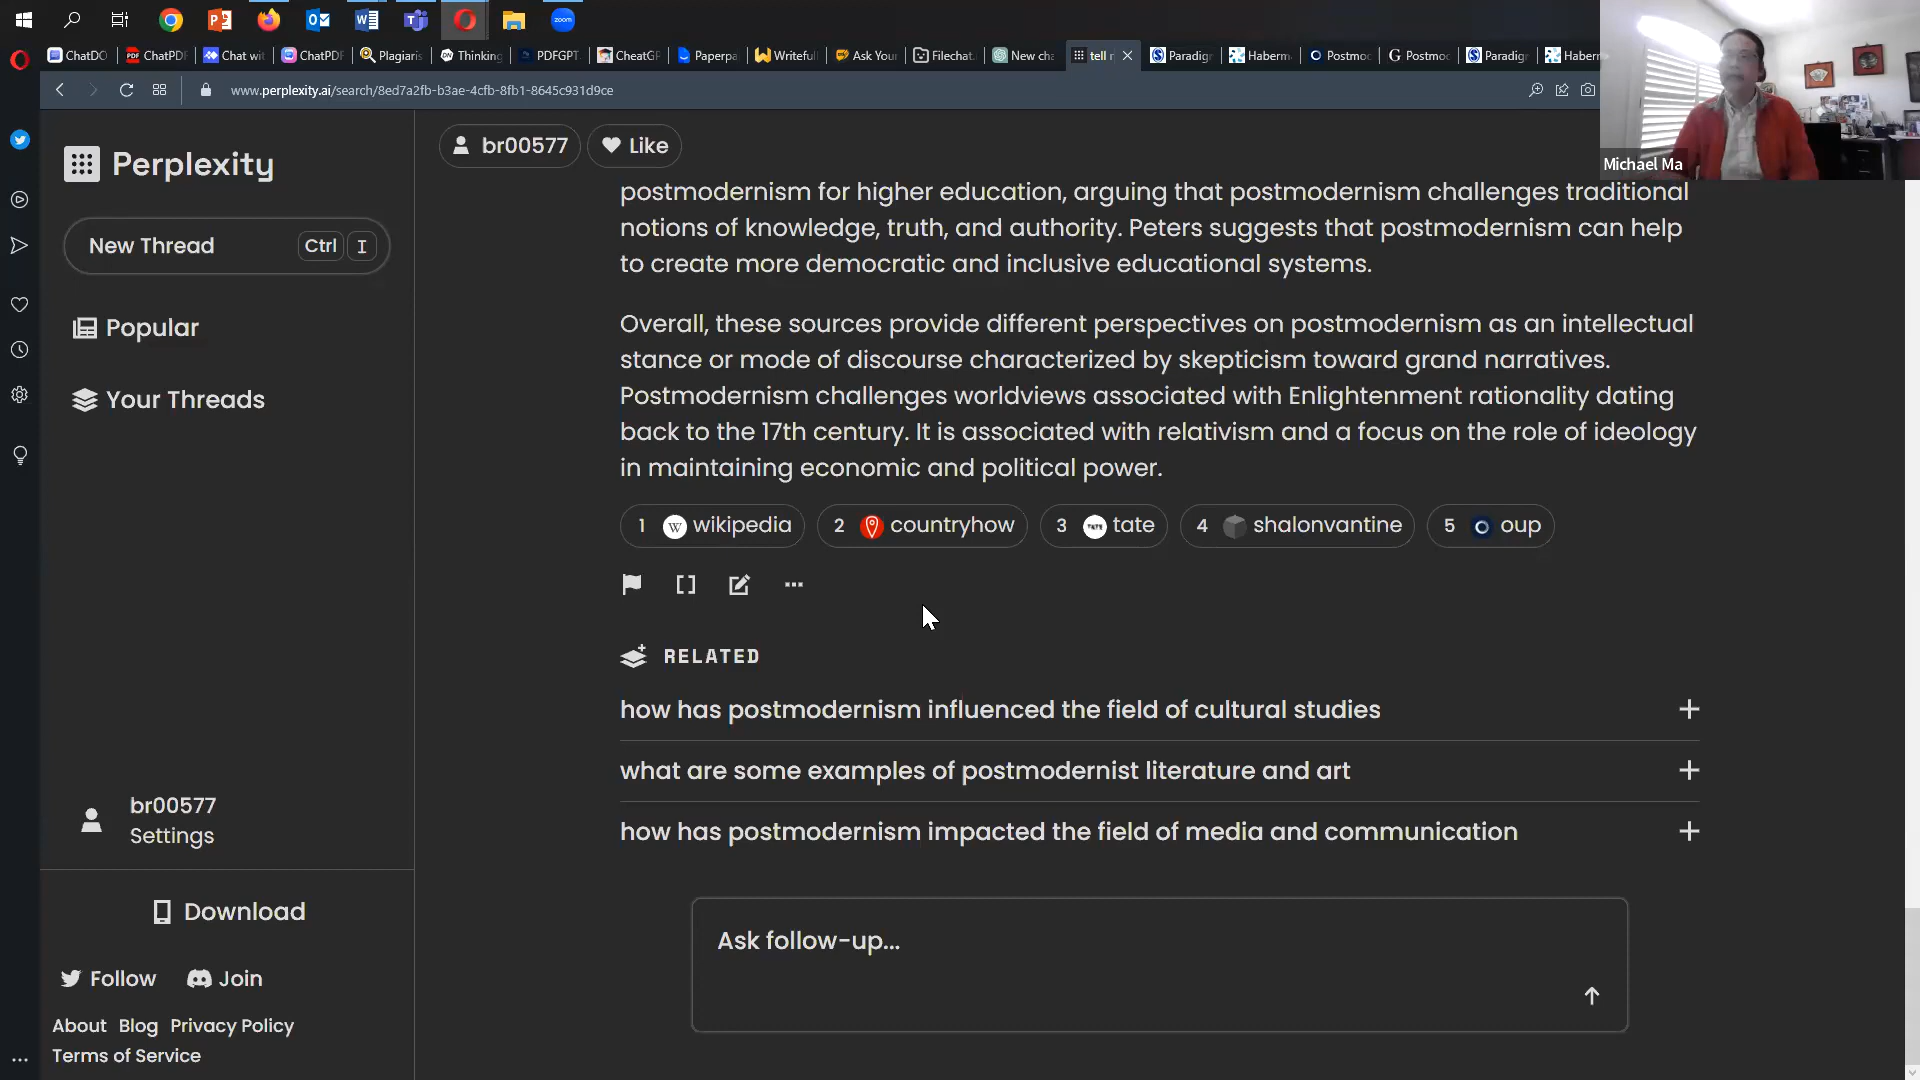 zoom
ChatDO
ChatPDF
Chat wit
ChatPDF
Plagiaris
Thinking
PDFGPT.
CheatGP
Paperpa
Writefull
Ask Your
Filechat.
New cha
tell
Paradig
Haberm
Postmoc
Postmoc
Paradig
Haberm
www.perplexity.ai/search/8ed7a2fb-b3ae-4cfb-8fb1-8645c931d9ce
Michael Ma
Perplexity
New Thread Ctrl I
Popular
Your Threads
br00577
Settings
Download
Follow Join
About Blog Privacy Policy
Terms of Service
br00577 Like
postmodernism for higher education, arguing that postmodernism challenges traditional
notions of knowledge, truth, and authority. Peters suggests that postmodernism can help
to create more democratic and inclusive educational systems.
Overall, these sources provide different perspectives on postmodernism as an intellectual
stance or mode of discourse characterized by skepticism toward grand narratives.
Postmodernism challenges worldviews associated with Enlightenment rationality dating
back to the 17th century. It is associated with relativism and a focus on the role of ideology
in maintaining economic and political power.
1 wikipedia 2 countryhow 3 tate 4 shalonvantine 5 oup
RELATED
how has postmodernism influenced the field of cultural studies
what are some examples of postmodernist literature and art
how has postmodernism impacted the field of media and communication
Ask follow-up...